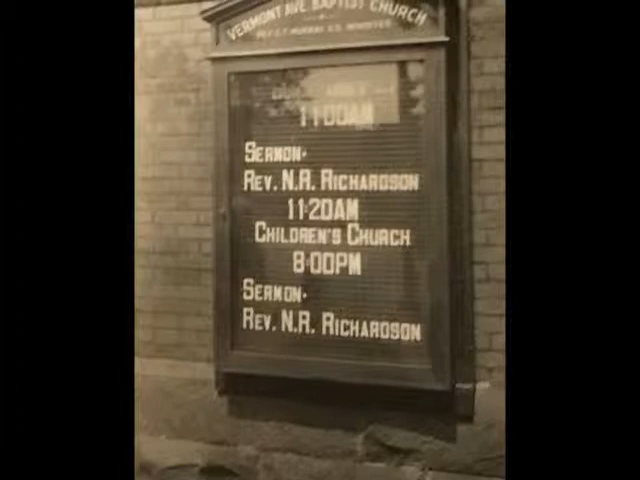 VERMONT AVE BAPTIST CHURCH
11:00AM
SERMON·
REV. N.R. RICHARDSON
11:20AM
CHILDREN'S CHURCH
8:00PM
SERMON·
REV. N.R. RICHARDSON